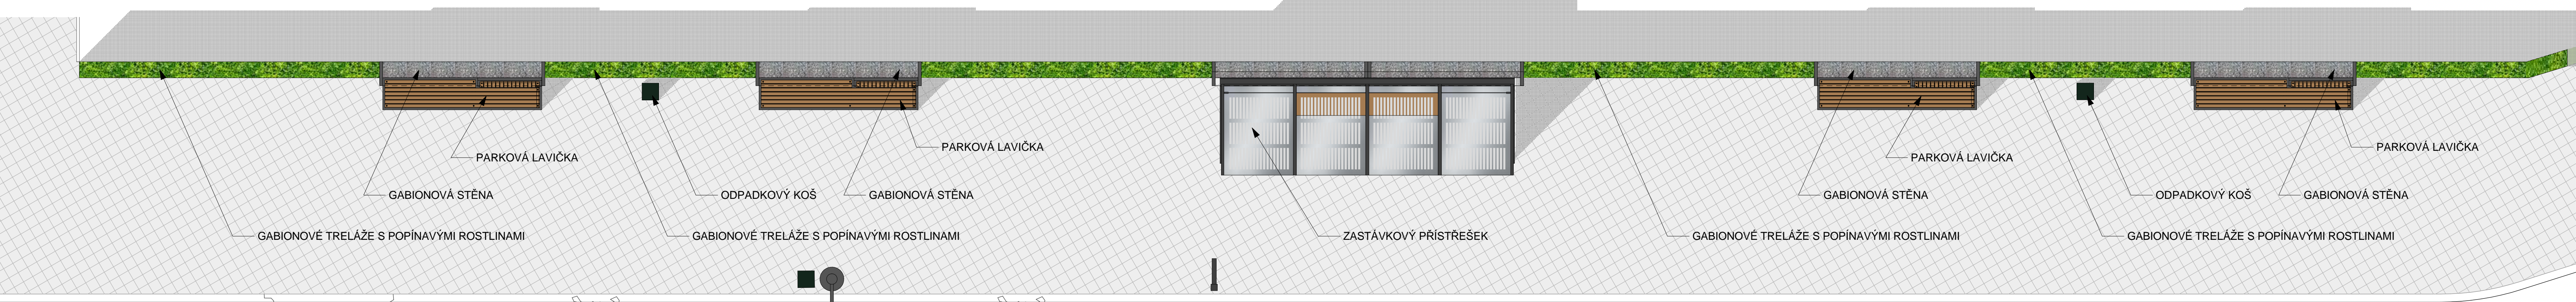 PARKOVÁ LAVIČKA
PARKOVÁ LAVIČKA
PARKOVÁ LAVIČKA
PARKOVÁ LAVIČKA
GABIONOVÁ STĚNA
ODPADKOVÝ KOŠ
GABIONOVÁ STĚNA
GABIONOVÁ STĚNA
ODPADKOVÝ KOŠ
GABIONOVÁ STĚNA
GABIONOVÉ TRELÁŽE S POPÍNAVÝMI ROSTLINAMI
GABIONOVÉ TRELÁŽE S POPÍNAVÝMI ROSTLINAMI
ZASTÁVKOVÝ PŘÍSTŘEŠEK
GABIONOVÉ TRELÁŽE S POPÍNAVÝMI ROSTLINAMI
GABIONOVÉ TRELÁŽE S POPÍNAVÝMI ROSTLINAMI